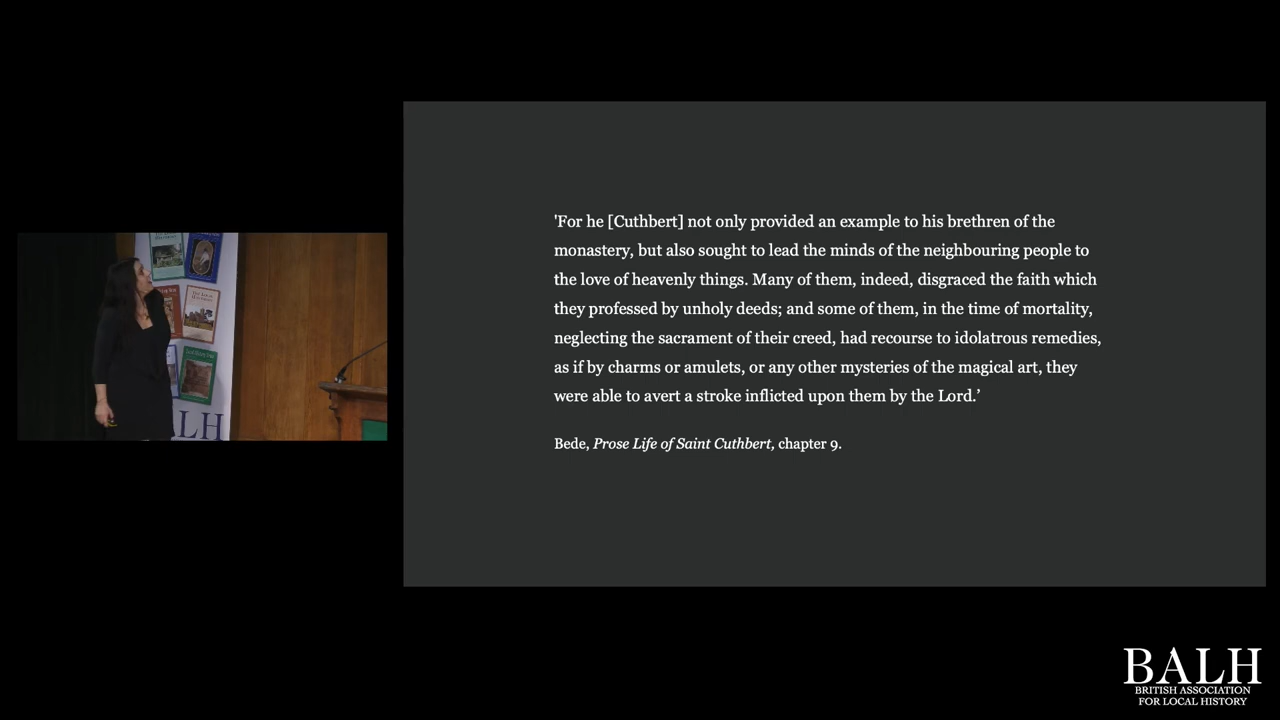 'For he [Cuthbert] not only provided an example to his brethren of the
monastery, but also sought to lead the minds of the neighbouring people to
the love of heavenly things. Many of them, indeed, disgraced the faith which
they professed by unholy deeds; and some of them, in the time of mortality,
neglecting the sacrament of their creed, had recourse to idolatrous remedies,
as if by charms or amulets, or any other mysteries of the magical art, they
were able to avert a stroke inflicted upon them by the Lord.’
Bede, Prose Life of Saint Cuthbert, chapter 9.
LH
BALH
BRITISH ASSOCIATION
FOR LOCAL HISTORY